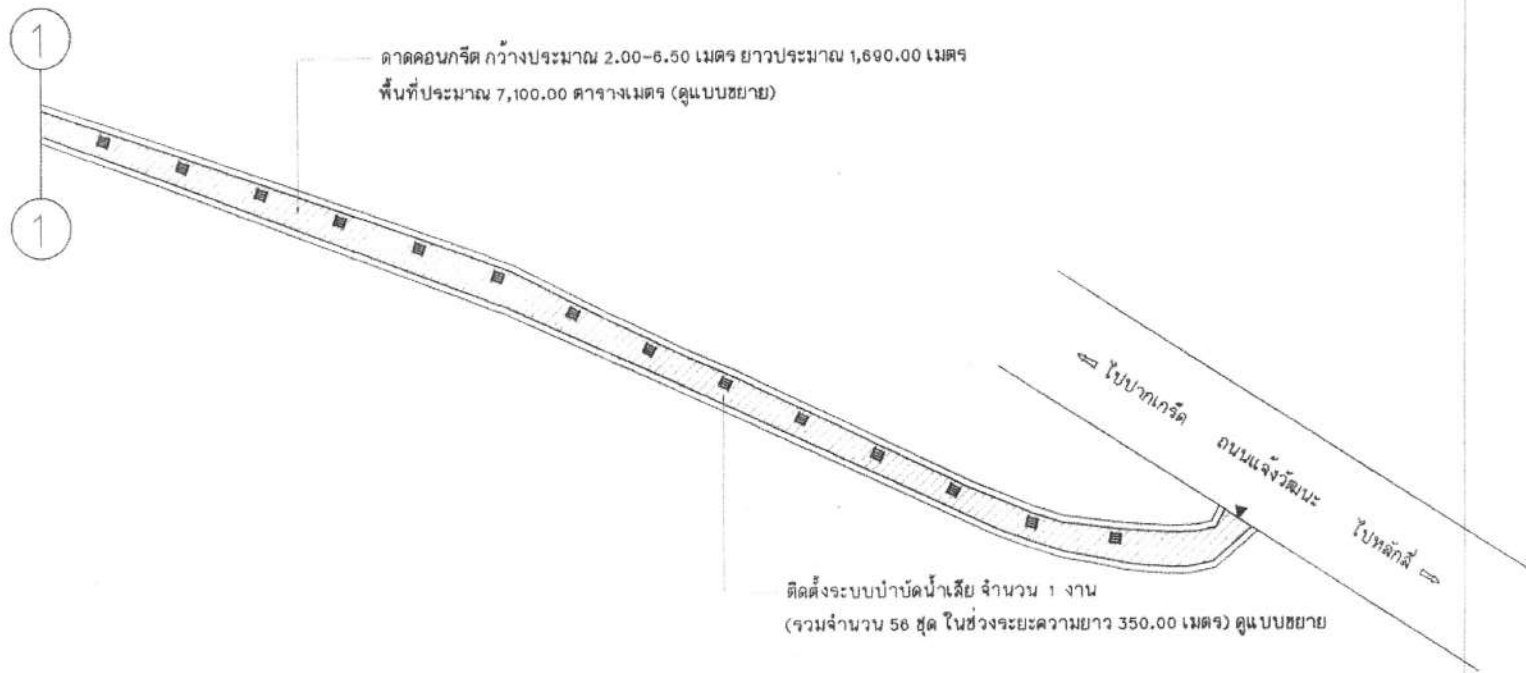 1
ดาดคอนกรีต กว้างประมาณ 2.00-6.50 เมตร ยาวประมาณ 1,690.00 เมตร
พื้นที่ประมาณ 7,100.00 ตารางเมตร (ดูแบบขยาย)
1
⇦ ไปปากเกร็ด ถนนแจ้งวัฒนะ ไปหลักสี่ ⇨
ติดตั้งระบบบำบัดน้ำเสีย จำนวน 1 งาน
(รวมจำนวน 56 ชุด ในช่วงระยะความยาว 350.00 เมตร) ดูแบบขยาย